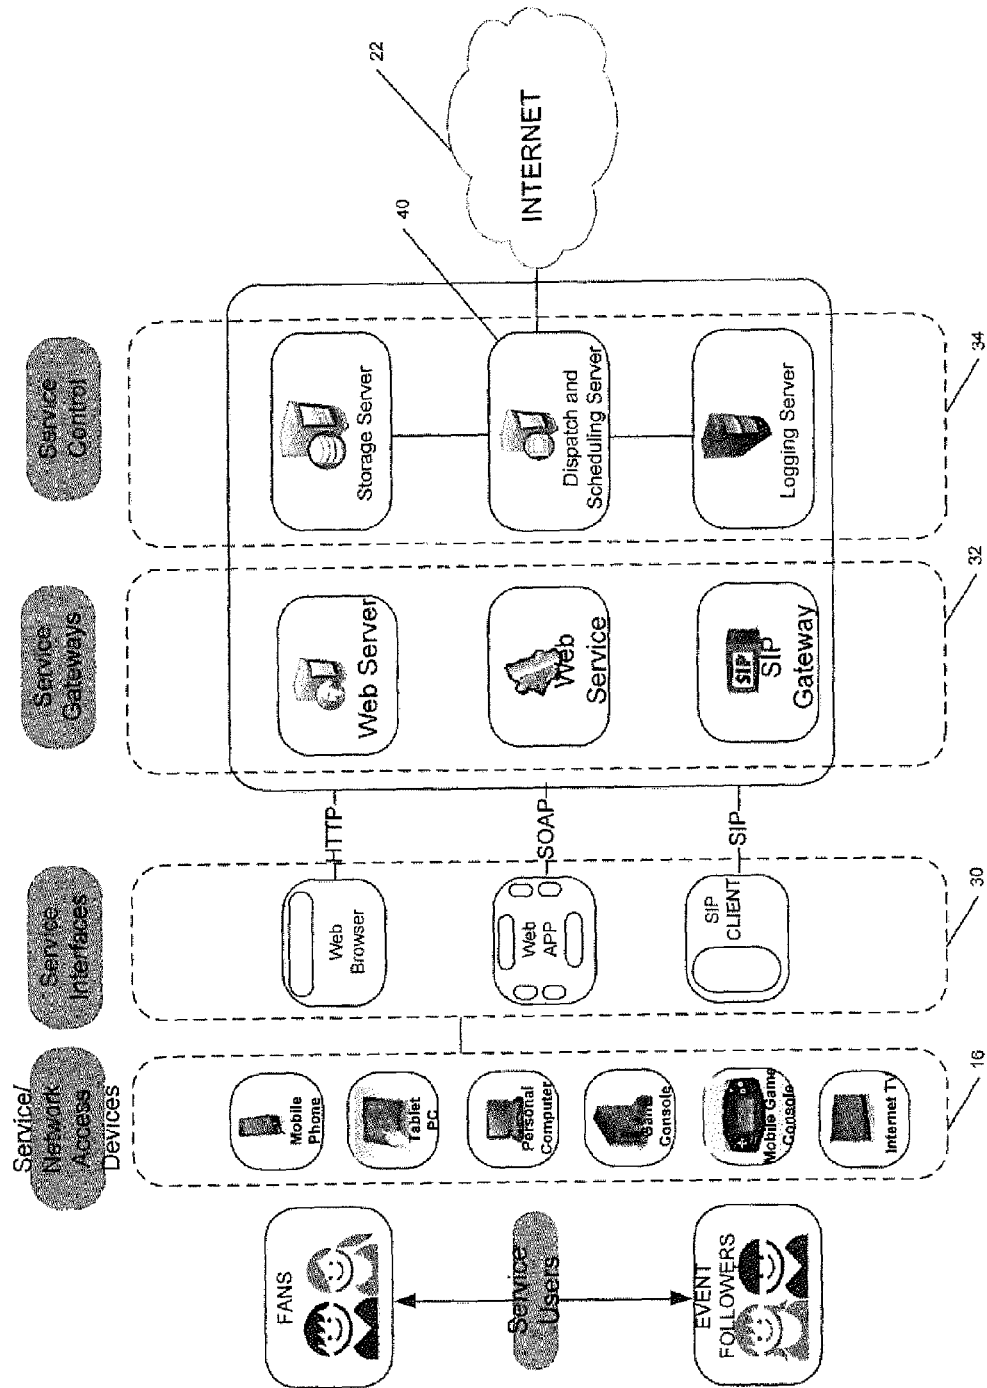 Service/
Network
Access
Devices
Service
Interfaces
Service
Gateways
Service
Control
FANS
Service
Users
EVENT
FOLLOWERS
Mobile
Phone
Tablet
PC
Personal
Computer
Game
Console
Mobile Game
Console
Internet TV
16
Web
Browser
Web
APP
SIP
CLIENT
30
HTTP
SOAP
SIP
Web Server
Web
Service
SIP
SIP
Gateway
32
Storage Server
Dispatch and
Scheduling Server
Logging Server
34
40
INTERNET
22